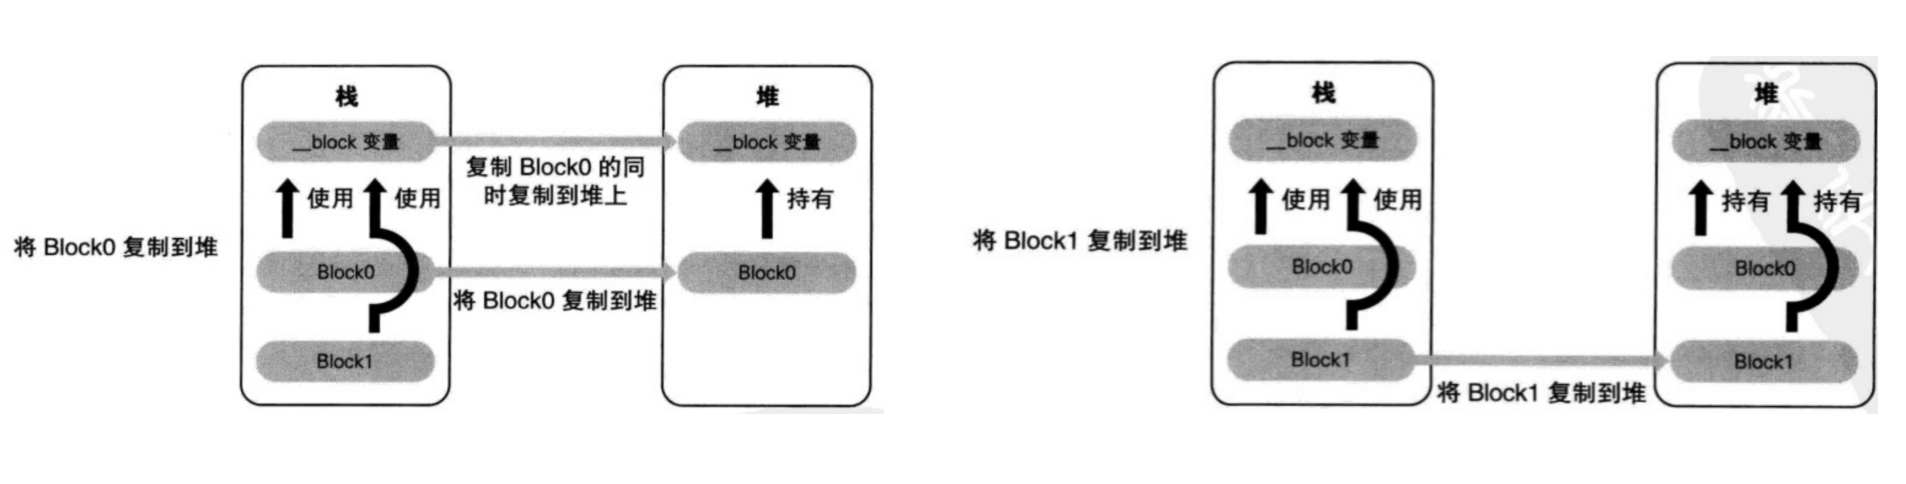 栈
__block 变量
使用
使用
将 Block0 复制到堆
Block0
Block1
复制 Block0 的同
时复制到堆上
将 Block0 复制到堆
堆
__block 变量
持有
Block0
栈
__block 变量
使用
使用
将 Block1 复制到堆
Block0
Block1
将 Block1 复制到堆
堆
__block 变量
持有
持有
Block0
Block1